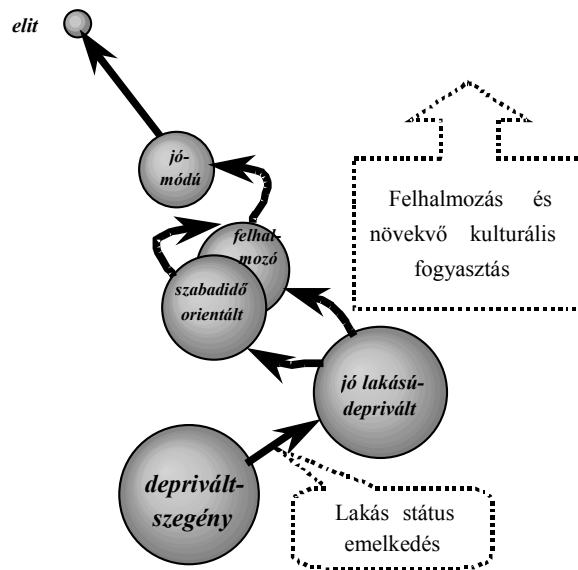 elit
jó-
módú
felhal-
mozó
szabadidő
orientált
jó lakású-
deprivált
deprivált-
szegény
Felhalmozás és
növekvő kulturális
fogyasztás
Lakás státus
emelkedés